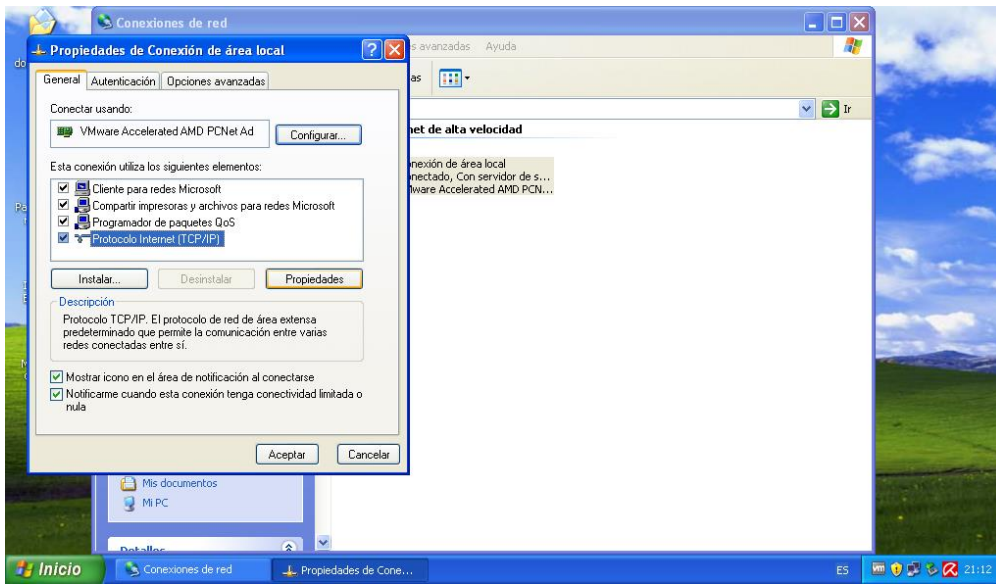 Conexiones de red
Propiedades de Conexión de área local
avanzadas Ayuda
General Autenticación Opciones avanzadas
Ir
Conectar usando:
VMware Accelerated AMD PCNet Ad
Configurar...
de alta velocidad
Esta conexión utiliza los siguientes elementos:
área local
Con servidor de s...
Accelerated AMD PCN...
Cliente para redes Microsoft
Compartir impresoras y archivos para redes Microsoft
Programador de paquetes QoS
Protocolo Internet (TCP/IP)
Instalar... Desinstalar Propiedades
Descripción
Protocolo TCP/IP. El protocolo de red de área extensa
predeterminado que permite la comunicación entre varias
redes conectadas entre sí.
Mostrar icono en el área de notificación al conectarse
Notificarme cuando esta conexión tenga conectividad limitada o
nula
Aceptar Cancelar
Mis documentos
Mi PC
Detalles
Inicio Conexiones de red Propiedades de Cone... ES 21:12